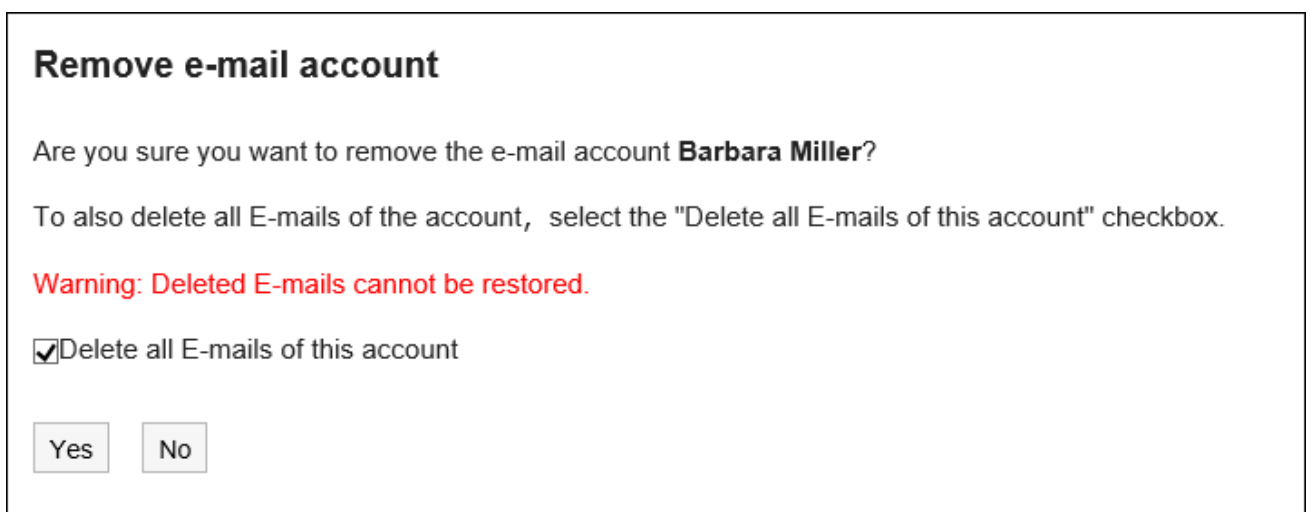 Remove e-mail account
Are you sure you want to remove the e-mail account Barbara Miller?
To also delete all E-mails of the account, select the "Delete all E-mails of this account" checkbox.
Warning: Deleted E-mails cannot be restored.
Delete all E-mails of this account
Yes No